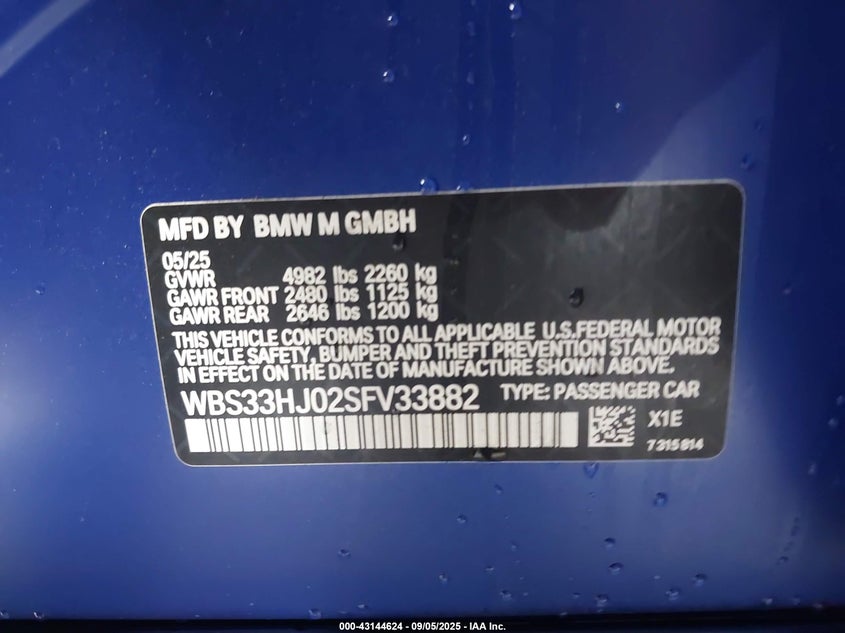 MFD BY BMW M GMBH
05/25
GVWR 4982 lbs 2260 kg
GAWR FRONT 2480 lbs 1125 kg
GAWR REAR 2646 lbs 1200 kg
THIS VEHICLE CONFORMS TO ALL APPLICABLE U.S.FEDERAL MOTOR
VEHICLE SAFETY, BUMPER AND THEFT PREVENTION STANDARDS
IN EFFECT ON THE DATE OF MANUFACTURE SHOWN ABOVE.
WBS33HJ02SFV33882 TYPE: PASSENGER CAR
X1E
7315814
000-43144624 - 09/05/2025 - IAA Inc.